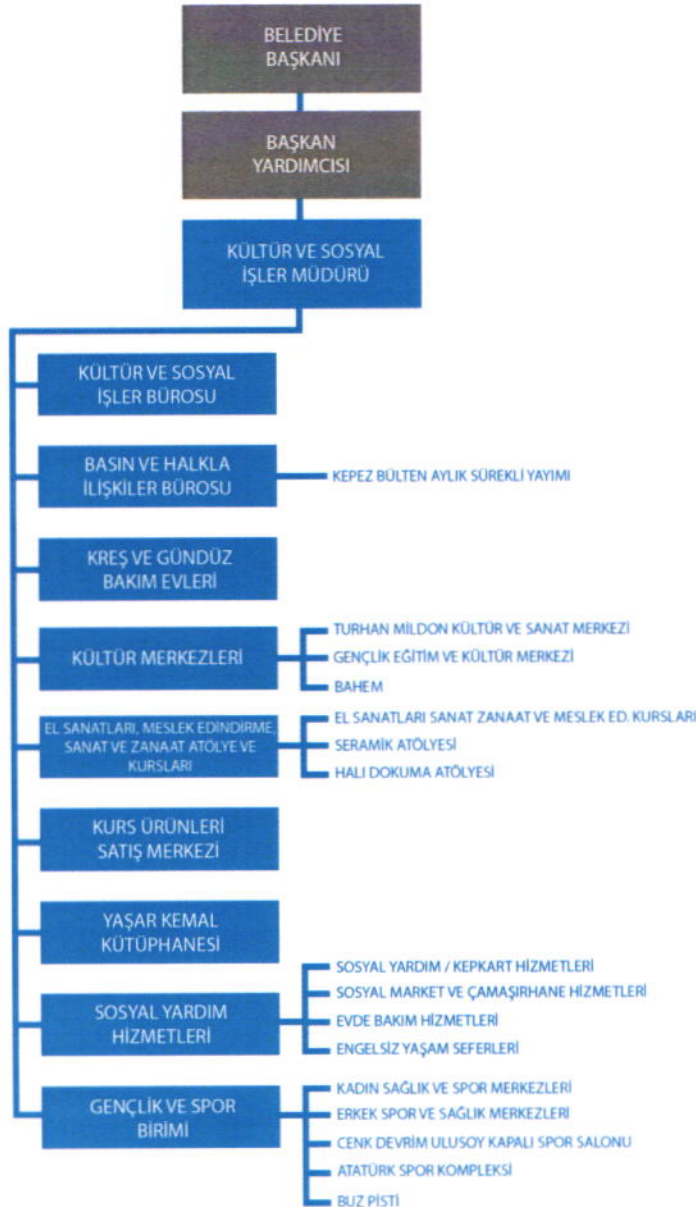 BELEDİYE
BAŞKANI
BAŞKAN
YARDIMCISI
KÜLTÜR VE SOSYAL
İŞLER MÜDÜRÜ
KÜLTÜR VE SOSYAL
İŞLER BÜROSU
BASIN VE HALKLA
İLİŞKİLER BÜROSU
KEPEZ BÜLTEN AYLIK SÜREKLİ YAYIMI
KREŞ VE GÜNDÜZ
BAKIM EVLERİ
KÜLTÜR MERKEZLERİ
TURHAN MİLDON KÜLTÜR VE SANAT MERKEZİ
GENÇLİK EĞİTİM VE KÜLTÜR MERKEZİ
BAHEM
EL SANATLARI, MESLEK EDİNDİRME,
SANAT VE ZANAAT ATÖLYE VE
KURSLARI
EL SANATLARI SANAT ZANAAT VE MESLEK ED. KURSLARI
SERAMİK ATÖLYESİ
HALI DOKUMA ATÖLYESİ
KURS ÜRÜNLERİ
SATIŞ MERKEZİ
YAŞAR KEMAL
KÜTÜPHANESİ
SOSYAL YARDIM
HİZMETLERİ
SOSYAL YARDIM / KEPKART HİZMETLERİ
SOSYAL MARKET VE ÇAMAŞIRHANE HİZMETLERİ
EVDE BAKIM HİZMETLERİ
ENGELSİZ YAŞAM SEFERLERİ
GENÇLİK VE SPOR
BİRİMİ
KADIN SAĞLIK VE SPOR MERKEZLERİ
ERKEK SPOR VE SAĞLIK MERKEZLERİ
CENK DEVRİM ULUSOY KAPALI SPOR SALONU
ATATÜRK SPOR KOMPLEKSİ
BUZ PİSTİ